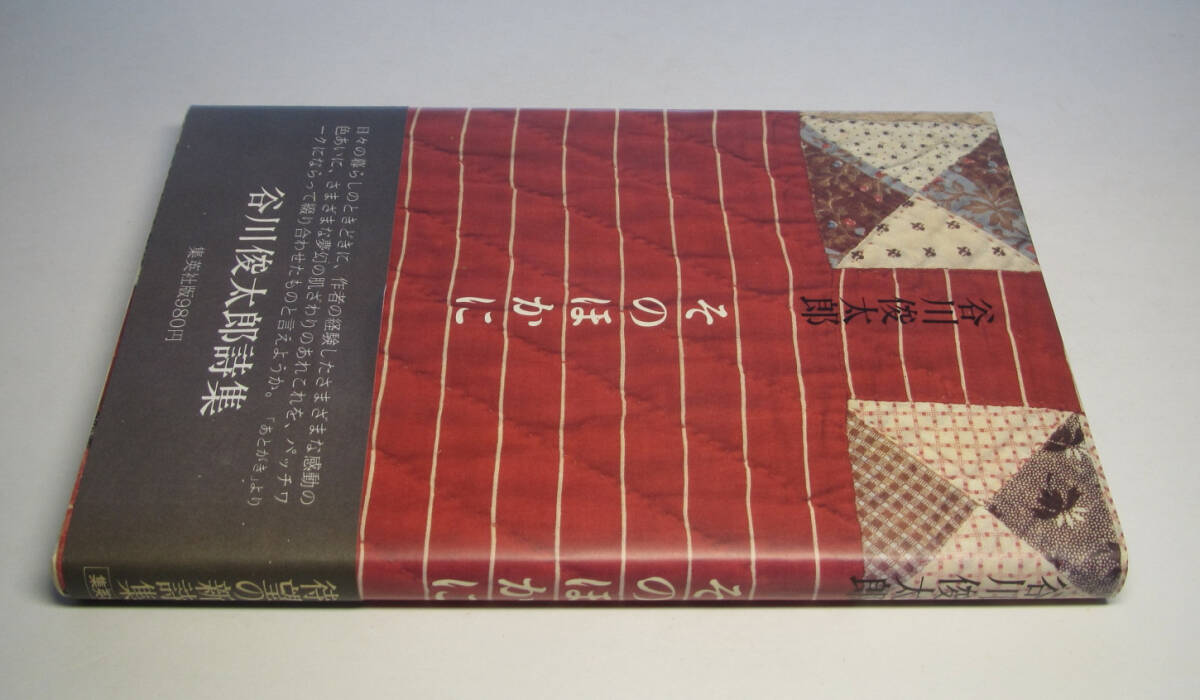 谷川俊太郎
そのほかに
日々の暮らしのときどきに、作者の経験したさまざまな感動の
色あいに、さまざまな夢幻の肌ざわりのあれこれを、パッチワ
ークにならって綴り合わせたものと言えようか。 「あとがき」より
谷川俊太郎詩集
集英社版980円
谷川俊太郎
そのほかに
待望の新詩集